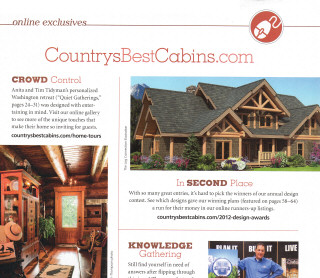 online exclusives
CountrysBestCabins.com
CROWD Control
Anita and Tim Tidyman's personalized
Washington retreat ("Quiet Gatherings,"
pages 24–31) was designed with enter-
taining in mind. Visit our online gallery
to see more of the unique touches that
make their home so inviting for guests.
countrysbestcabins.com/home-tours
In SECOND Place
With so many great entries, it's hard to pick the winners of our annual design
contest. See which designs gave our winning plans (featured on pages 58–64)
a run for their money in our online runners-up listings.
countrysbestcabins.com/2012-design-awards
KNOWLEDGE
Gathering
Still find yourself in need of
answers after flipping through
BEAN IT
LIVE